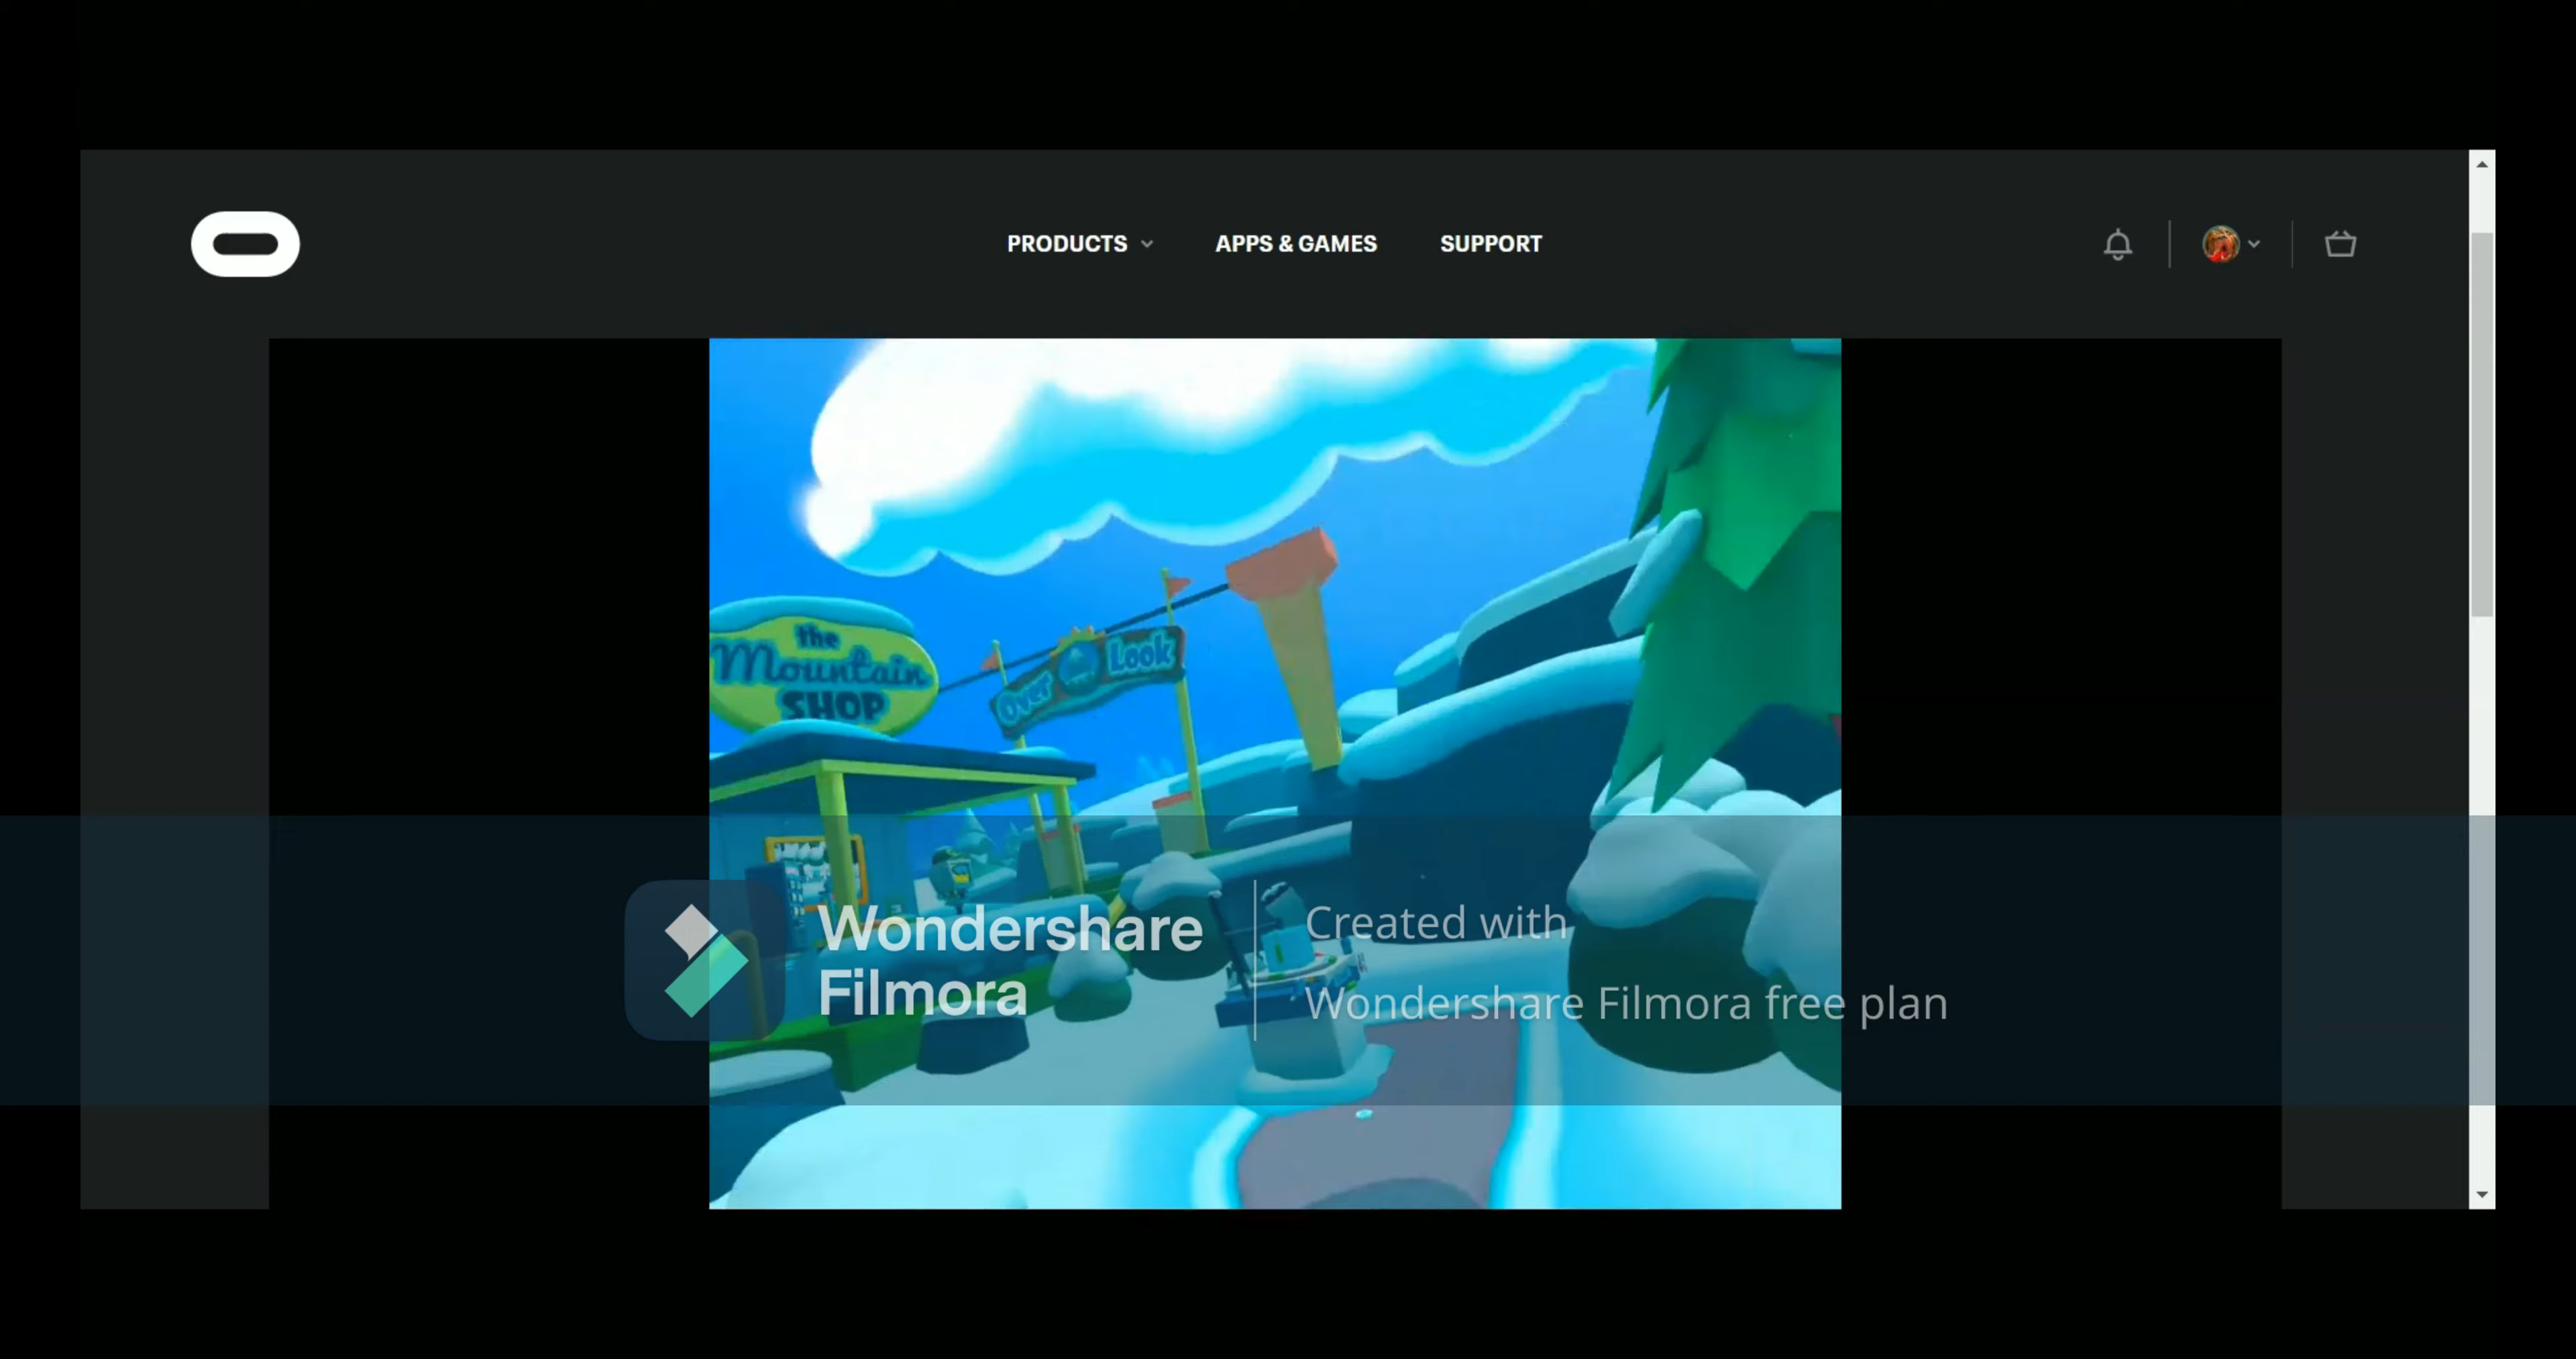 PRODUCTS
APPS & GAMES
SUPPORT
the
Mountain
SHOP
Over Look
Wondershare
Filmora
Created with
Wondershare Filmora free plan